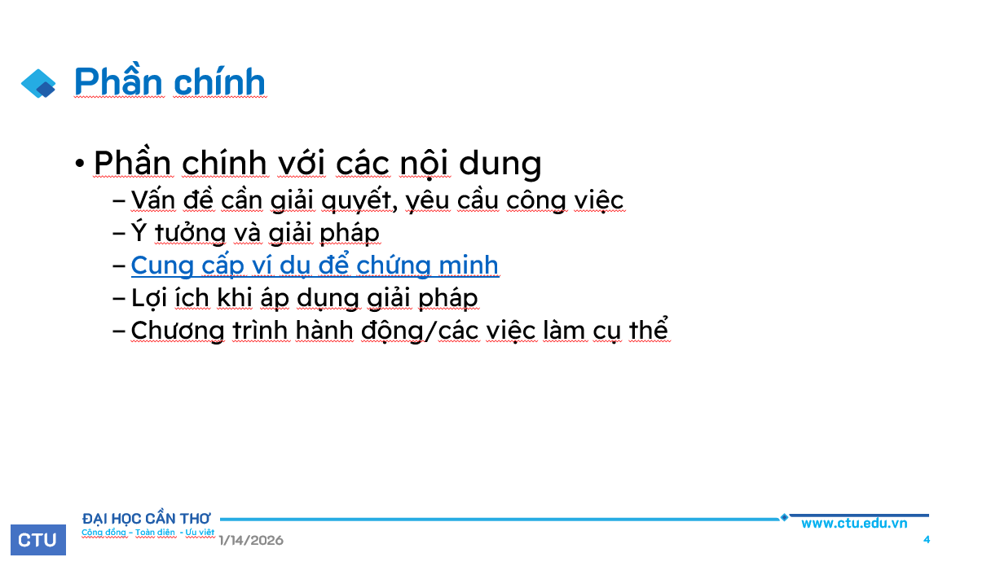 Phần chính
• Phần chính với các nội dung
– Vấn đề cần giải quyết, yêu cầu công việc
– Ý tưởng và giải pháp
– Cung cấp ví dụ để chứng minh
– Lợi ích khi áp dụng giải pháp
– Chương trình hành động/các việc làm cụ thể
ĐẠI HỌC CẦN THƠ
Cộng đồng – Toàn diện - Ưu việt
CTU
1/14/2026
www.ctu.edu.vn
4